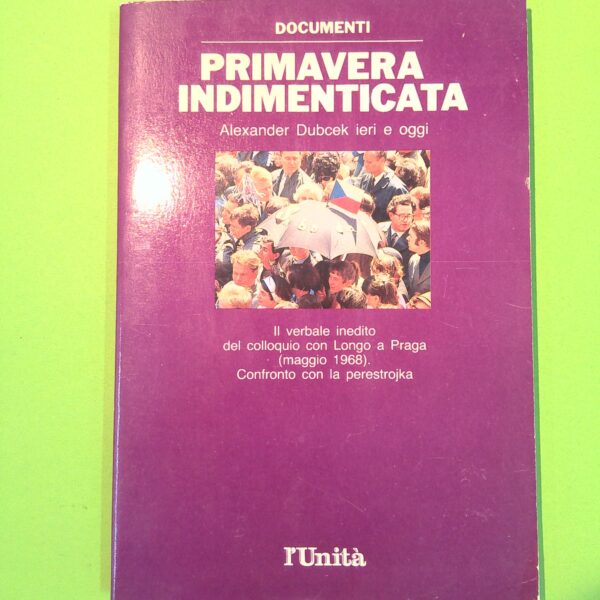 DOCUMENTI
PRIMAVERA
INDIMENTICATA
Alexander Dubcek ieri e oggi
Il verbale inedito
del colloquio con Longo a Praga
(maggio 1968).
Confronto con la perestrojka
l'Unità